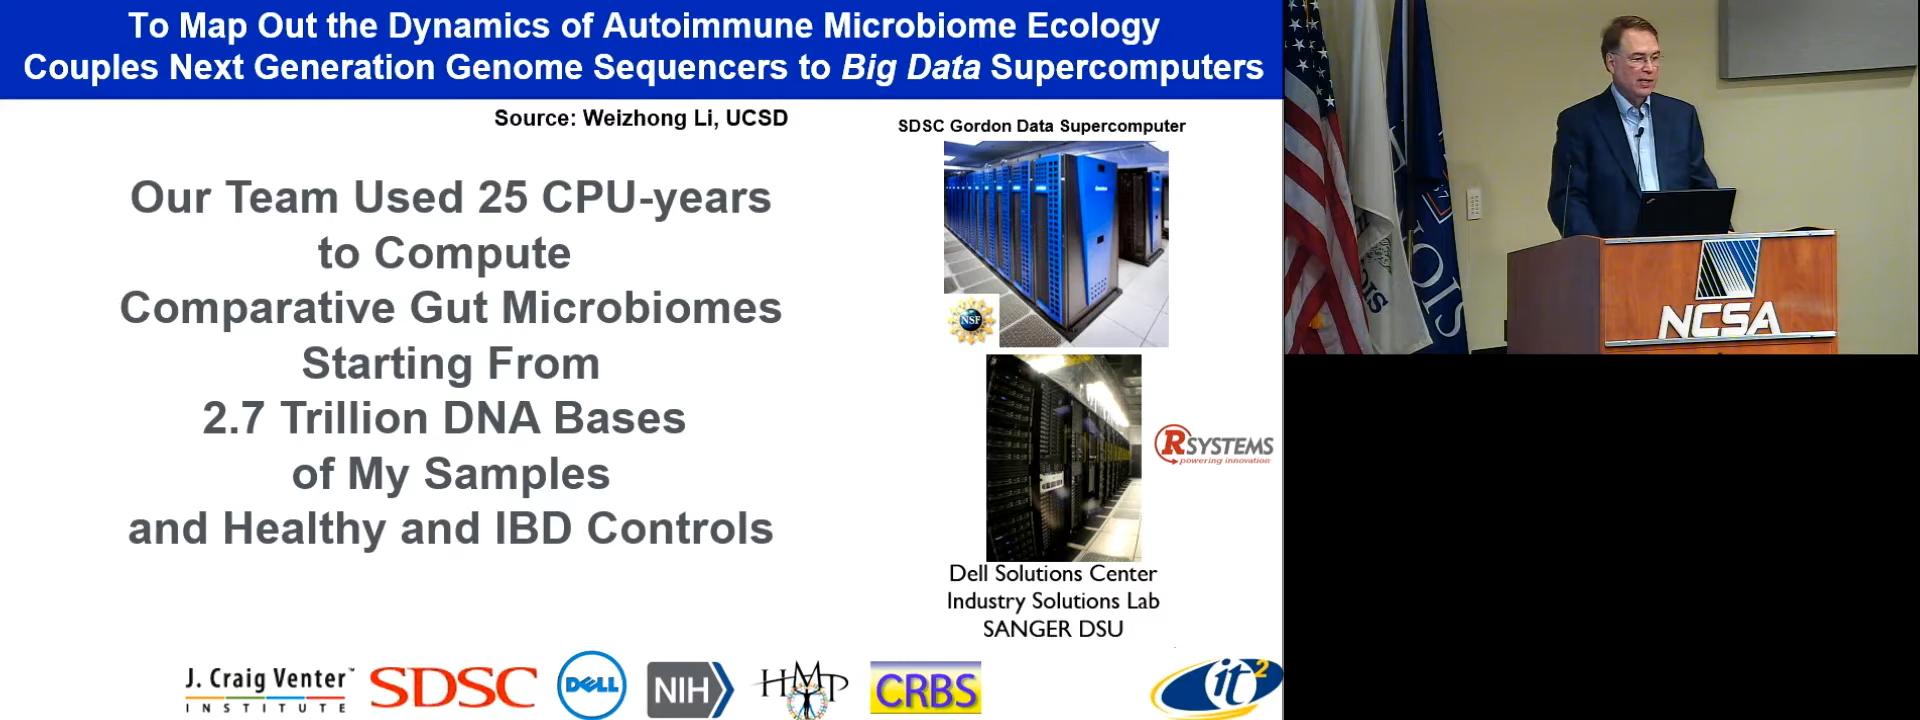 To Map Out the Dynamics of Autoimmune Microbiome Ecology
Couples Next Generation Genome Sequencers to Big Data Supercomputers
Source: Weizhong Li, UCSD
SDSC Gordon Data Supercomputer
Our Team Used 25 CPU-years
to Compute
Comparative Gut Microbiomes
Starting From
2.7 Trillion DNA Bases
of My Samples
and Healthy and IBD Controls
NSF
RSYSTEMS
powering innovation
Dell Solutions Center
Industry Solutions Lab
SANGER DSU
J. Craig Venter™
INSTITUTE
SDSC
DELL
NIH
HMP
CRBS
it2
NCSA